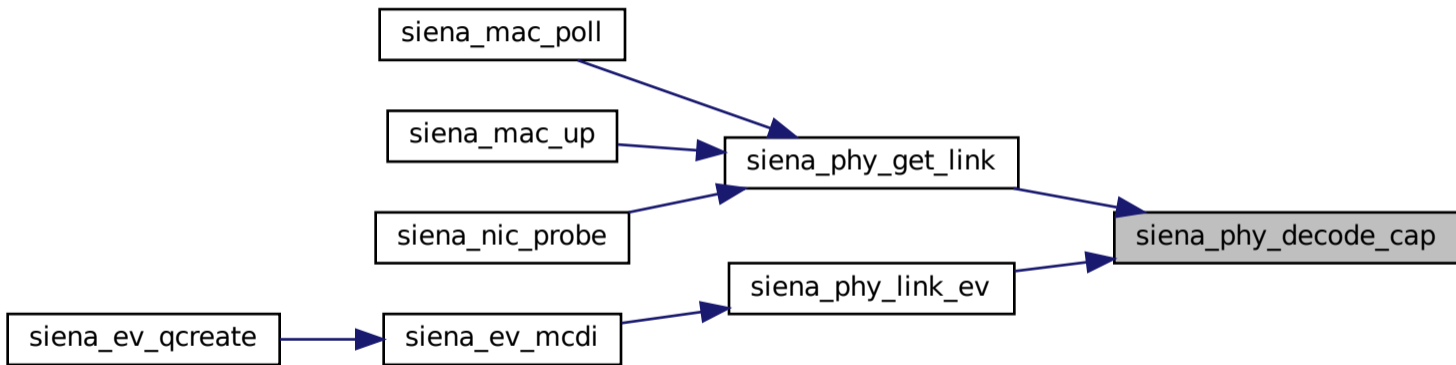 siena_mac_poll
siena_mac_up
siena_phy_get_link
siena_nic_probe
siena_phy_decode_cap
siena_phy_link_ev
siena_ev_qcreate
siena_ev_mcdi